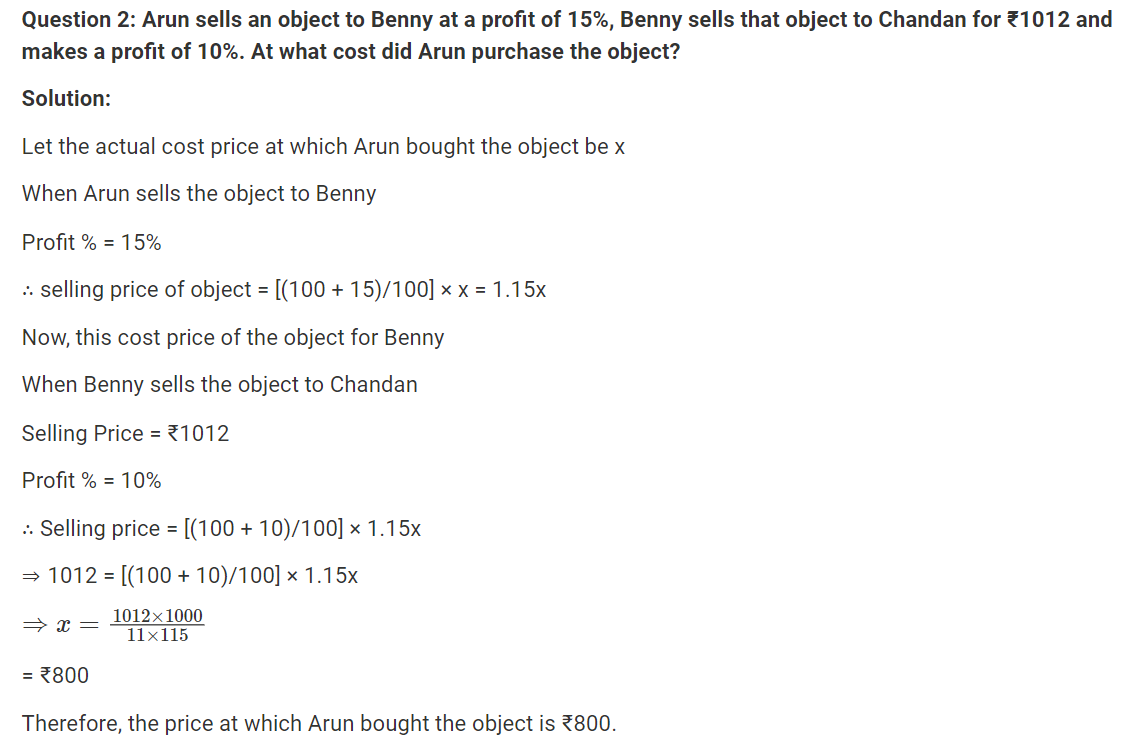 Question 2: Arun sells an object to Benny at a profit of 15%, Benny sells that object to Chandan for ₹1012 and
makes a profit of 10%. At what cost did Arun purchase the object?
Solution:
Let the actual cost price at which Arun bought the object be x
When Arun sells the object to Benny
Profit % = 15%
∴ selling price of object = [(100 + 15)/100] × x = 1.15x
Now, this cost price of the object for Benny
When Benny sells the object to Chandan
Selling Price = ₹1012
Profit % = 10%
∴ Selling price = [(100 + 10)/100] × 1.15x
⇒ 1012 = [(100 + 10)/100] × 1.15x
⇒ x = 1012×1000
11×115
= ₹800
Therefore, the price at which Arun bought the object is ₹800.